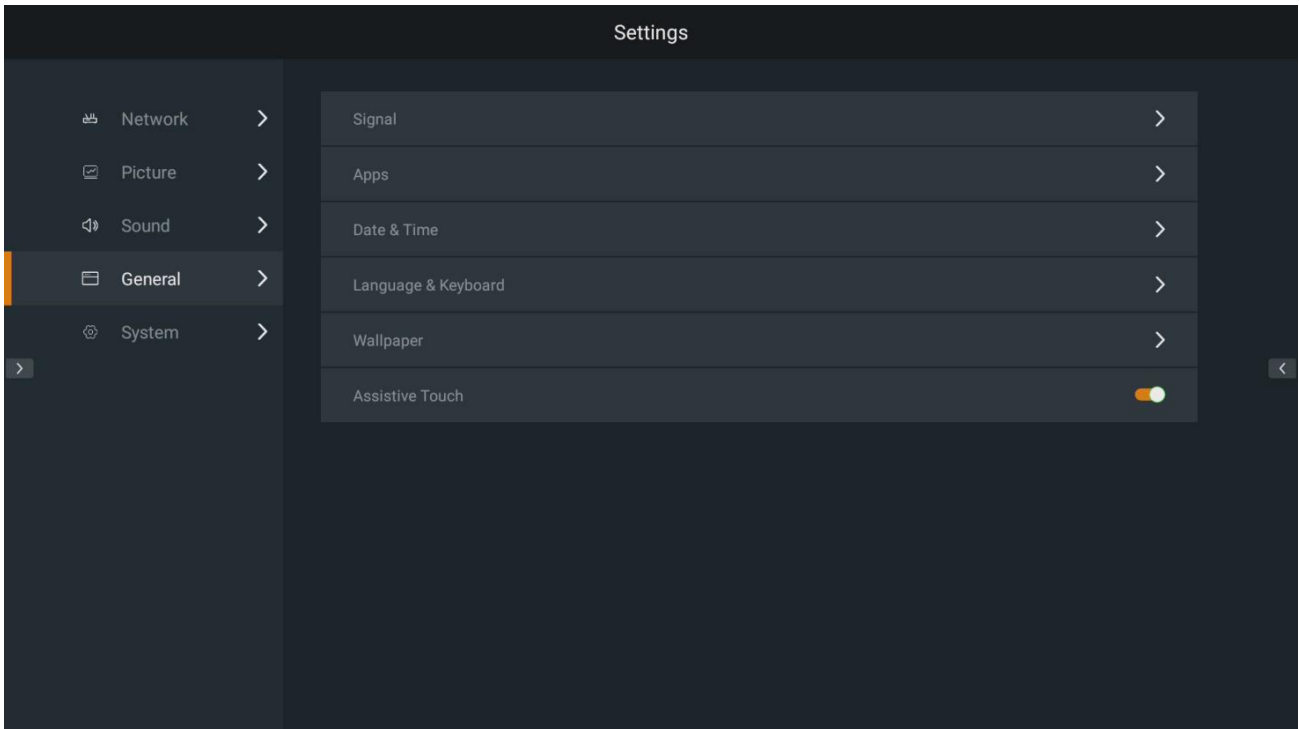 Settings
Network
Picture
Sound
General
System
Signal
Apps
Date & Time
Language & Keyboard
Wallpaper
Assistive Touch